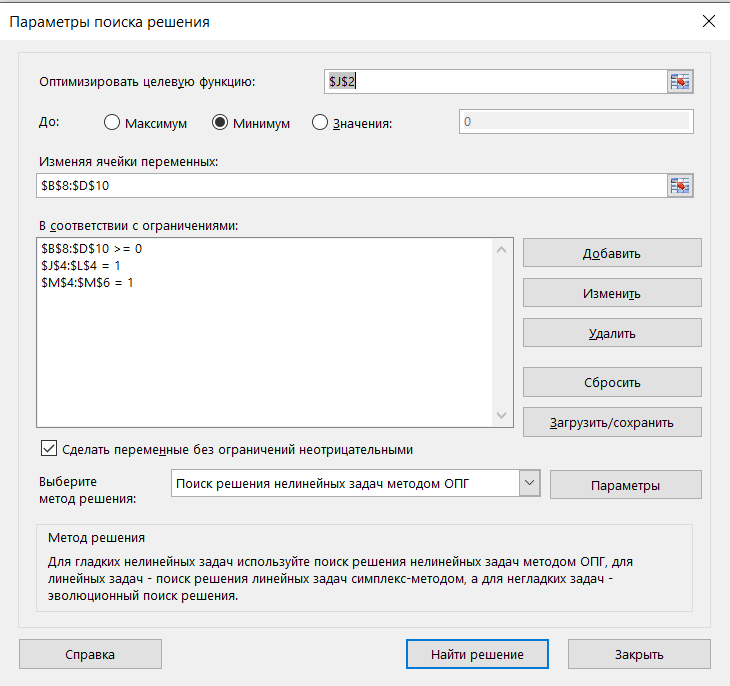 Параметры поиска решения
Оптимизировать целевую функцию:
$J$2
До:
Максимум
Минимум
Значения:
0
Изменяя ячейки переменных:
$B$8:$D$10
В соответствии с ограничениями:
$B$8:$D$10 >= 0
$J$4:$L$4 = 1
$M$4:$M$6 = 1
Добавить
Изменить
Удалить
Сбросить
Загрузить/сохранить
Сделать переменные без ограничений неотрицательными
Выберите
метод решения:
Поиск решения нелинейных задач методом ОПГ
Параметры
Метод решения
Для гладких нелинейных задач используйте поиск решения нелинейных задач методом ОПГ, для
линейных задач - поиск решения линейных задач симплекс-методом, а для негладких задач -
эволюционный поиск решения.
Справка
Найти решение
Закрыть